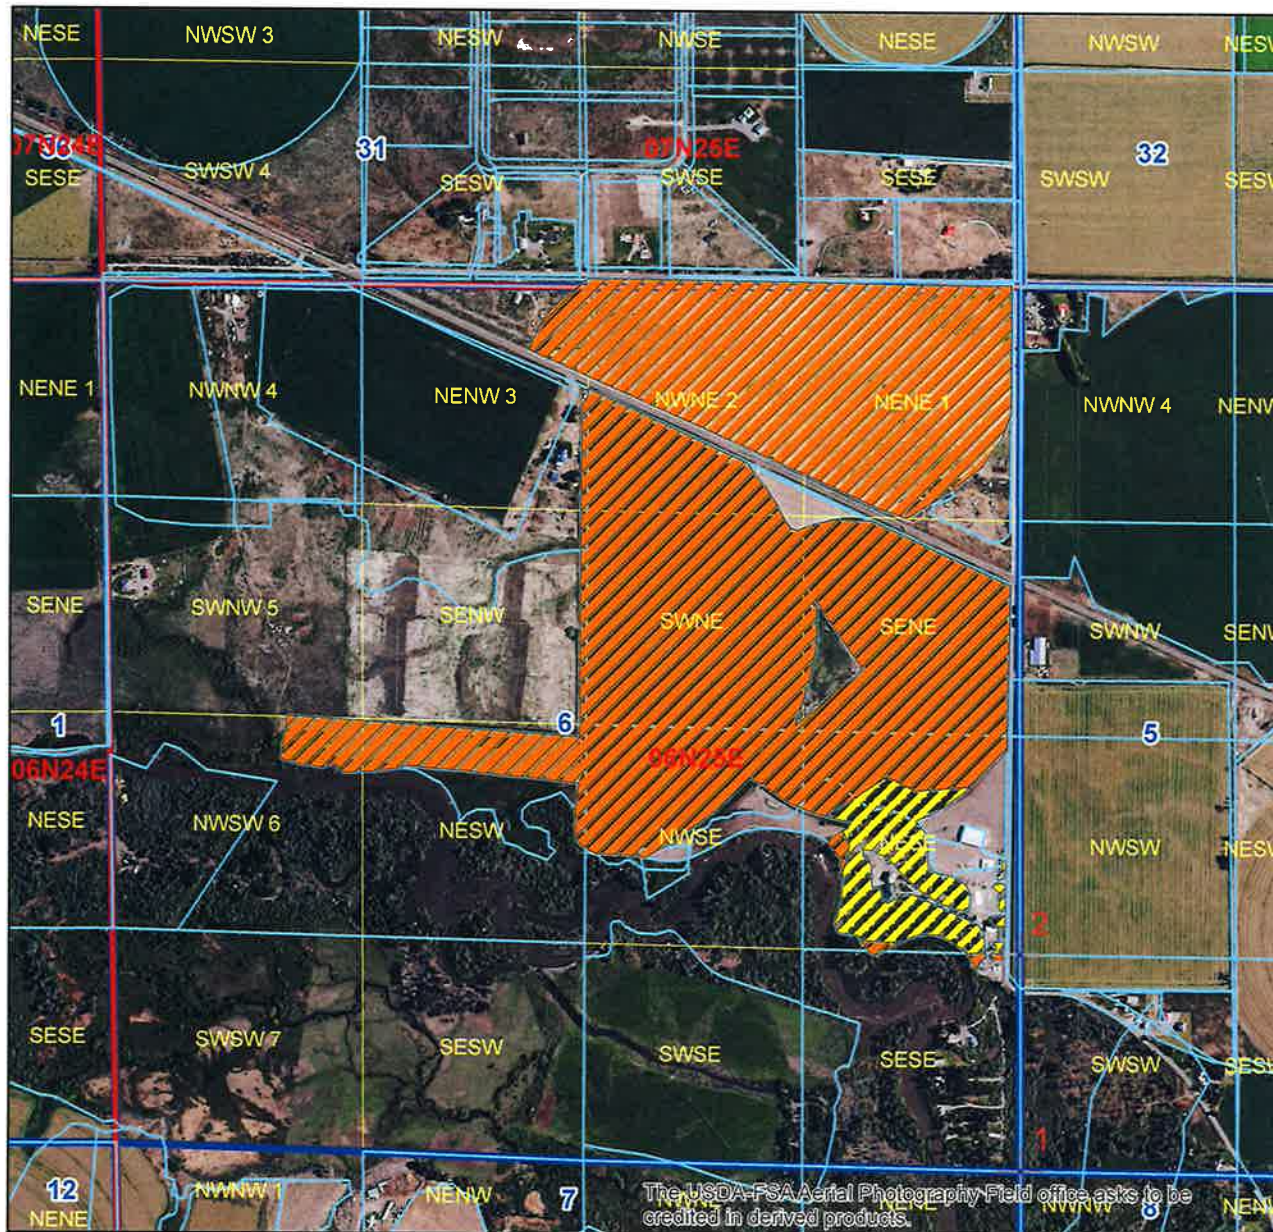 NESE NWSW 3 NESW NWSE NESE NWSW NESW
07N24E 36 31 07N25E 32
SESE SWSW 4 SESW SWSE SESE SWSW SESW
NENE 1 NWNW 4 NENW 3 NWNE 2 NENE 1 NWNW 4 NENW
SENE SWNW 5 SENW SWNE SENE SWNW SENW
1 6 5
06N24E 06N25E
NESE NWSW 6 NESW NWSE NESE NWSW NESW
2
SESE SWSW 7 SESW SWSE SESE SWSW SESW
1
12 NWNW 1 NENW 7 NENE NWNW 8 NENW
NENE
The USDA-FSA Aerial Photography Field office asks to be
credited in derived products.